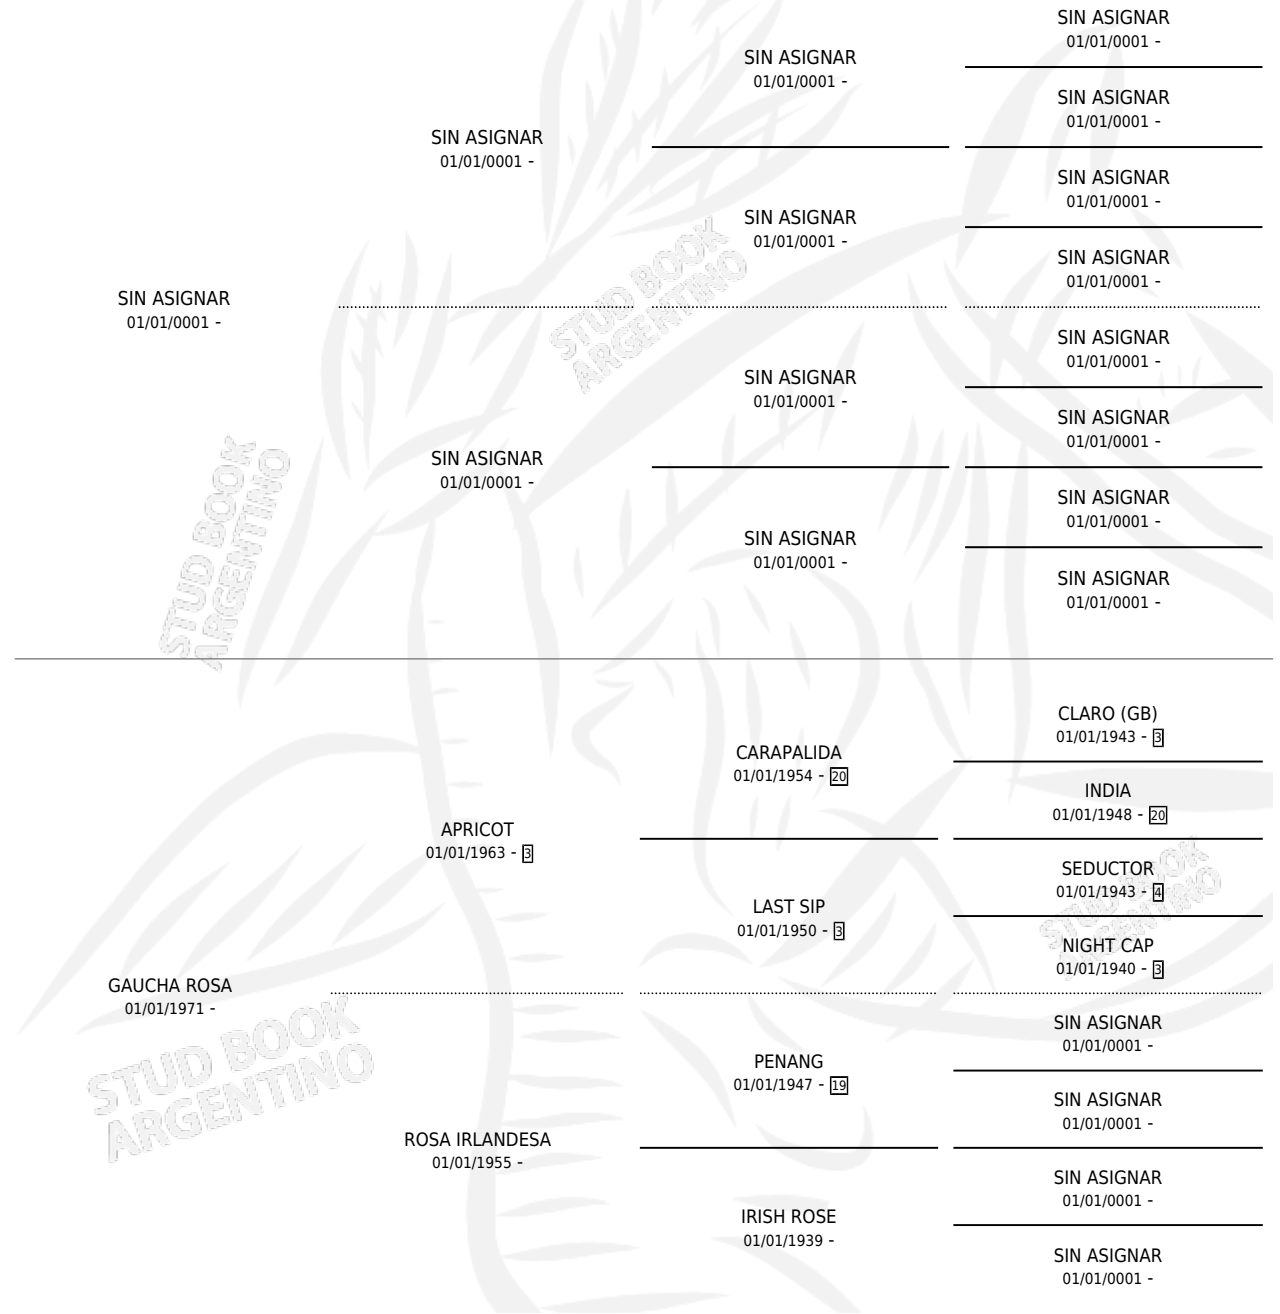 SIN ASIGNAR
01/01/0001 -
SIN ASIGNAR
01/01/0001 -
SIN ASIGNAR
01/01/0001 -
SIN ASIGNAR
01/01/0001 -
SIN ASIGNAR
01/01/0001 -
SIN ASIGNAR
01/01/0001 -
SIN ASIGNAR
01/01/0001 -
SIN ASIGNAR
01/01/0001 -
SIN ASIGNAR
01/01/0001 -
SIN ASIGNAR
01/01/0001 -
SIN ASIGNAR
01/01/0001 -
SIN ASIGNAR
01/01/0001 -
SIN ASIGNAR
01/01/0001 -
SIN ASIGNAR
01/01/0001 -
SIN ASIGNAR
01/01/0001 -
STUD BOOK
ARGENTINO
STUD BOOK
ARGENTINO
CLARO (GB)
01/01/1943 - 3
CARAPALIDA
01/01/1954 - 20
INDIA
01/01/1948 - 20
APRICOT
01/01/1963 - 3
SEDUCTOR
01/01/1943 - 4
LAST SIP
01/01/1950 - 3
NIGHT CAP
01/01/1940 - 3
STUD BOOK
ARGENTINO
GAUCHA ROSA
01/01/1971 -
SIN ASIGNAR
01/01/0001 -
PENANG
01/01/1947 - 19
SIN ASIGNAR
01/01/0001 -
ROSA IRLANDESA
01/01/1955 -
SIN ASIGNAR
01/01/0001 -
IRISH ROSE
01/01/1939 -
SIN ASIGNAR
01/01/0001 -
STUD BOOK
ARGENTINO